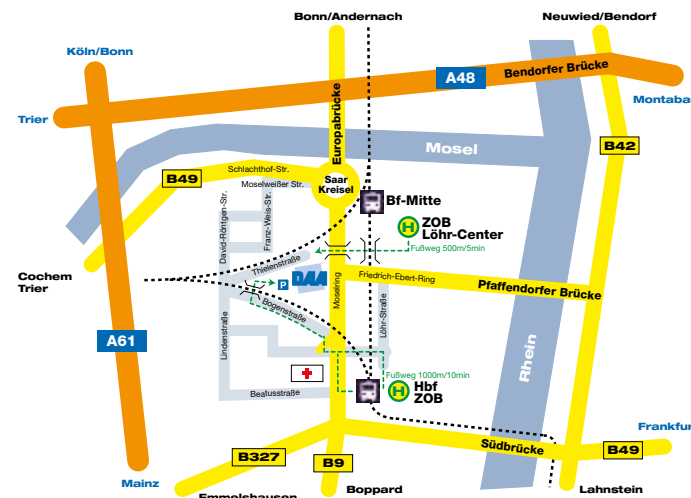 Bonn/Andernach
Neuwied/Bendorf
Köln/Bonn
Bendorfer Brücke
A48
Montaba
Trier
Europabrücke
Mosel
B42
Schlachthof-Str.
B49
Moselweißer Str.
Saar
Kreisel
Bf-Mitte
David-Röntgen-Str.
Franz-Weis-Str.
H
ZOB
Löhr-Center
Fußweg 500m/5min
Thielenstraße
Cochem
Trier
P
DAA
Moselring
Friedrich-Ebert-Ring
Pfaffendorfer Brücke
Bogenstraße
Löhr-Straße
Lindenstraße
A61
Rhein
Fußweg 1000m/10min
Beatusstraße
H
Hbf
ZOB
Frankfur
Südbrücke
B49
B327
B9
Mainz
Emmelshausen
Boppard
Lahnstein